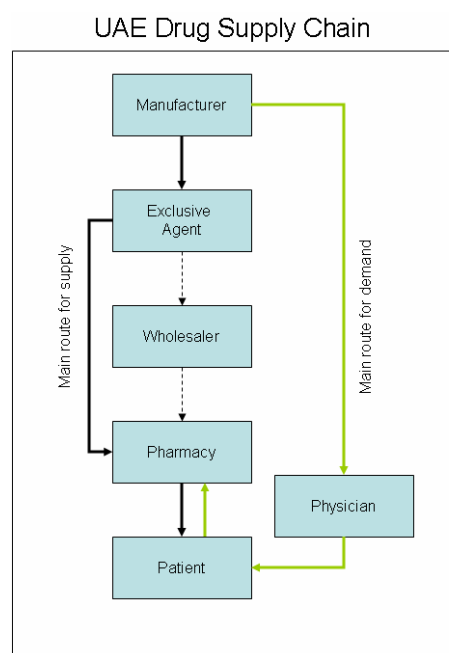 UAE Drug Supply Chain
Manufacturer
Exclusive
Agent
Main route for supply
Main route for demand
Wholesaler
Pharmacy
Physician
Patient